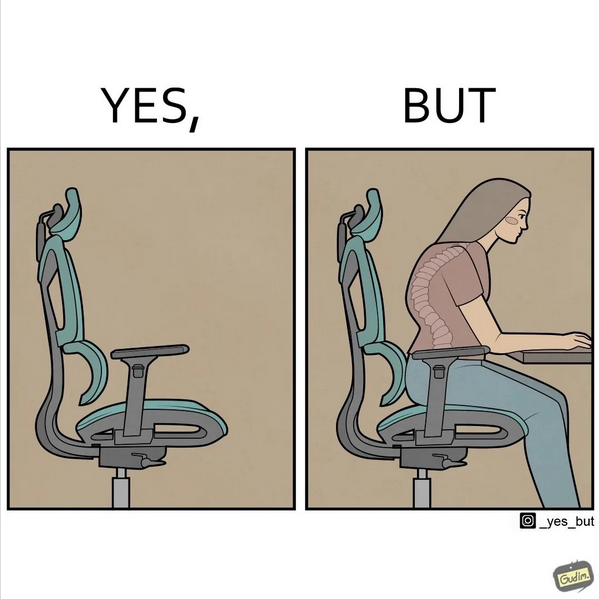 YES,
BUT
_yes_but
Gudim.